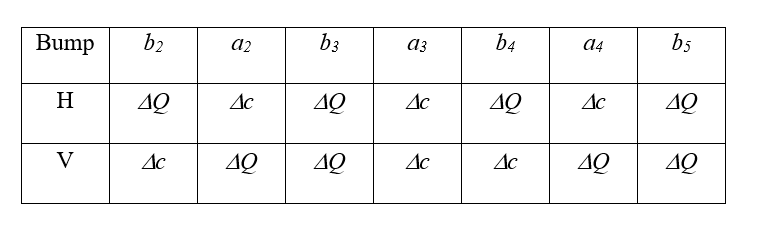 Bump b2 a2 b3 a3 b4 a4 b5
H ΔQ Δc ΔQ Δc ΔQ Δc ΔQ
V Δc ΔQ ΔQ Δc Δc ΔQ ΔQ